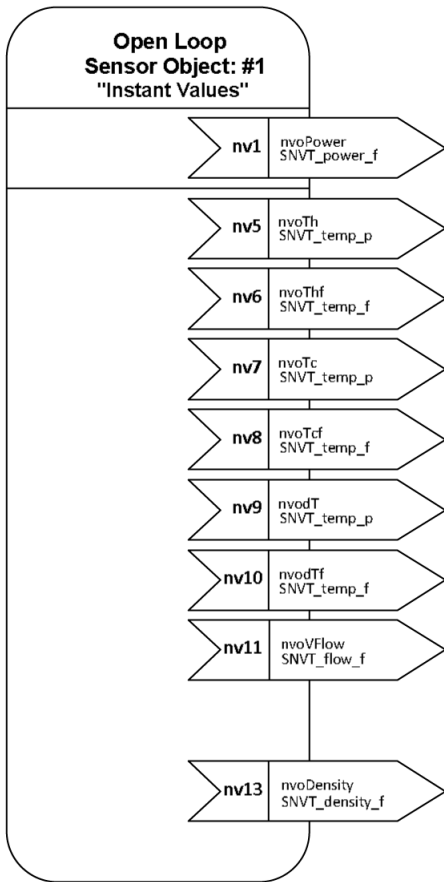 Open Loop
Sensor Object: #1
"Instant Values"
nv1
nvoPower
SNVT_power_f
nv5
nvoTh
SNVT_temp_p
nv6
nvoThf
SNVT_temp_f
nv7
nvoTc
SNVT_temp_p
nv8
nvoTcf
SNVT_temp_f
nv9
nvodT
SNVT_temp_p
nv10
nvodTf
SNVT_temp_f
nv11
nvoVFlow
SNVT_flow_f
nv13
nvoDensity
SNVT_density_f